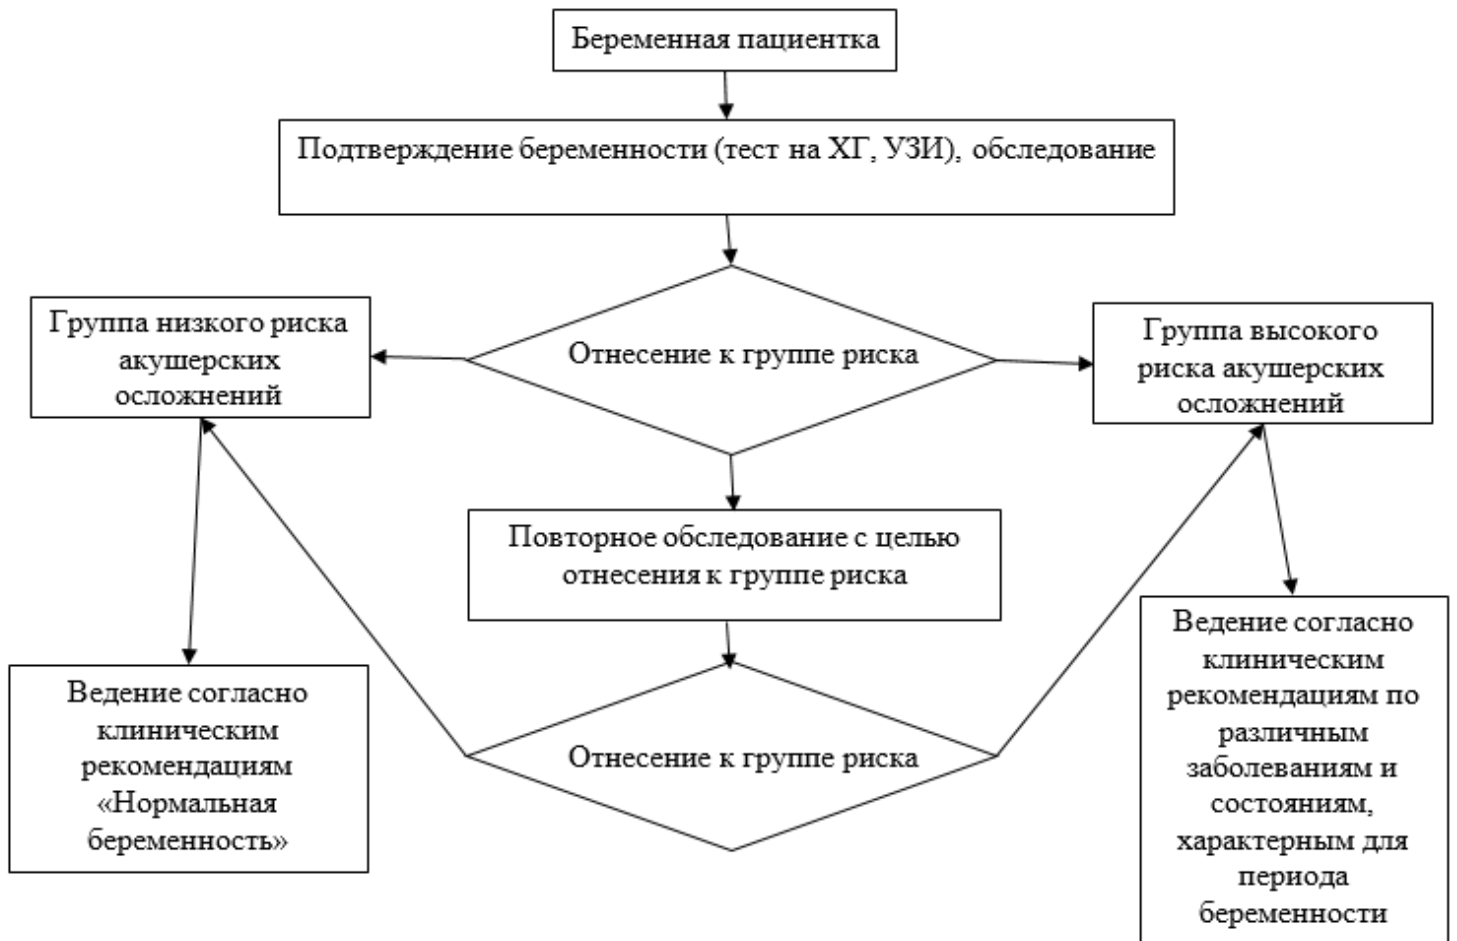 Беременная пациентка
Подтверждение беременности (тест на ХГ, УЗИ), обследование
Группа низкого риска
акушерских
осложнений
Отнесение к группе риска
Группа высокого
риска акушерских
осложнений
Повторное обследование с целью
отнесения к группе риска
Ведение согласно
клиническим
рекомендациям
«Нормальная
беременность»
Отнесение к группе риска
Ведение согласно
клиническим
рекомендациям по
различным
заболеваниям и
состояниям,
характерным для
периода
беременности